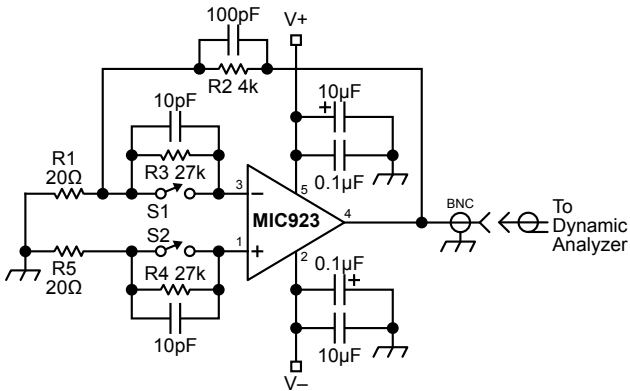 100pF
V+
R2 4k
10pF
10µF
+
R1
20Ω
R3 27k
0.1µF
S1
3
–
5
MIC923
4
BNC
To
Dynamic
Analyzer
S2
1
+
2
R5
20Ω
R4 27k
0.1µF
+
10pF
10µF
V–